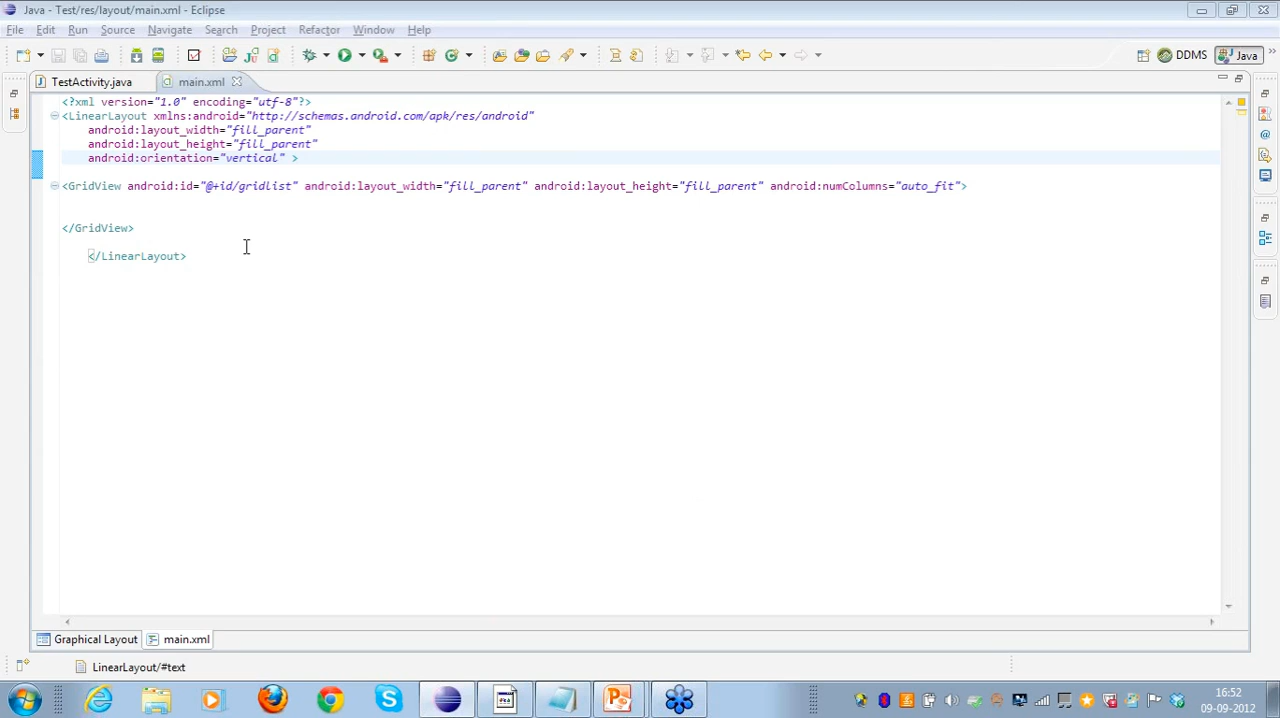 Java - Test/res/layout/main.xml - Eclipse
File Edit Run Source Navigate Search Project Refactor Window Help
DDMS Java
TestActivity.java main.xml
<?xml version="1.0" encoding="utf-8"?>
<LinearLayout xmlns:android="http://schemas.android.com/apk/res/android"
    android:layout_width="fill_parent"
    android:layout_height="fill_parent"
    android:orientation="vertical" >
<GridView android:id="@+id/gridlist" android:layout_width="fill_parent" android:layout_height="fill_parent" android:numColumns="auto_fit">
</GridView>
    </LinearLayout>
Graphical Layout main.xml
LinearLayout/#text
16:52
09-09-2012